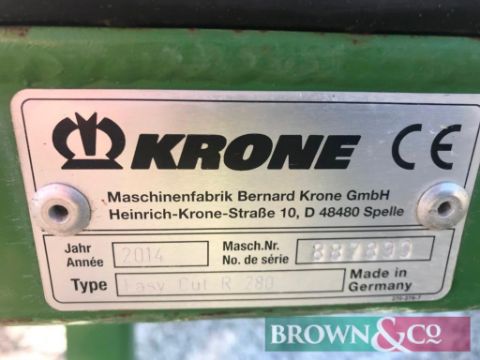 KRONE CE
Maschinenfabrik Bernard Krone GmbH
Heinrich-Krone-Straße 10, D 48480 Spelle
Jahr
Année 2014
Masch.Nr.
No. de série 887899
Type Easy Cut R 280
Made in
Germany
BROWN&CO